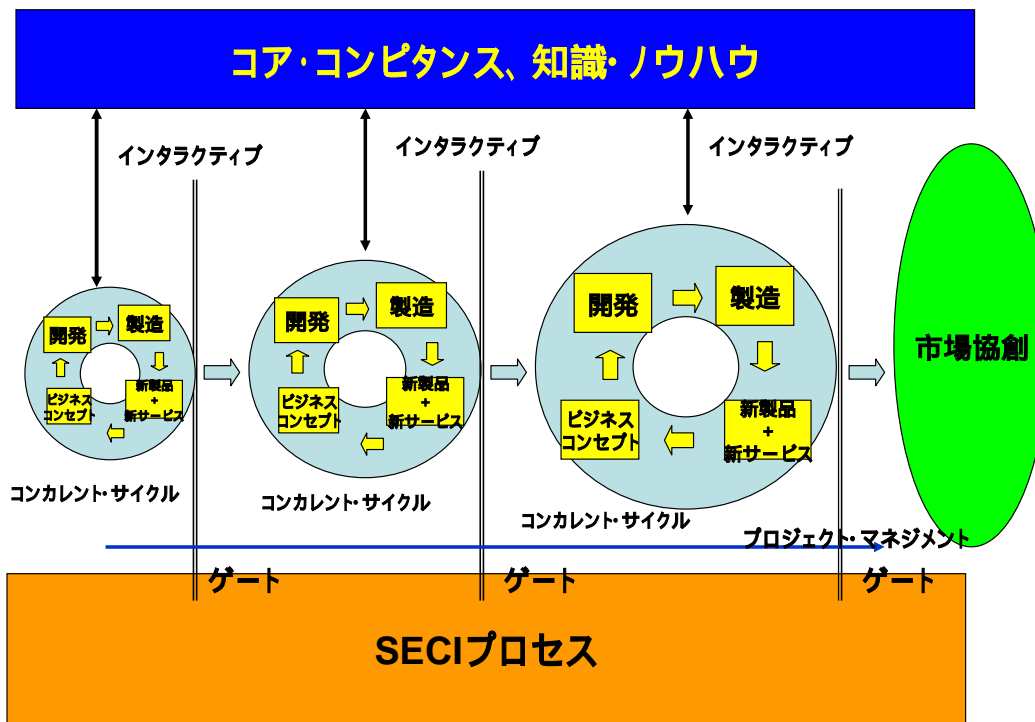 コア・コンピタンス、知識・ノウハウ
インタラクティブ
インタラクティブ
インタラクティブ
開発
製造
ビジネス
コンセプト
新製品
+
新サービス
コンカレント・サイクル
開発
製造
ビジネス
コンセプト
新製品
+
新サービス
コンカレント・サイクル
開発
製造
ビジネス
コンセプト
新製品
+
新サービス
コンカレント・サイクル
市場協創
プロジェクト・マネジメント
ゲート
ゲート
ゲート
SECIプロセス